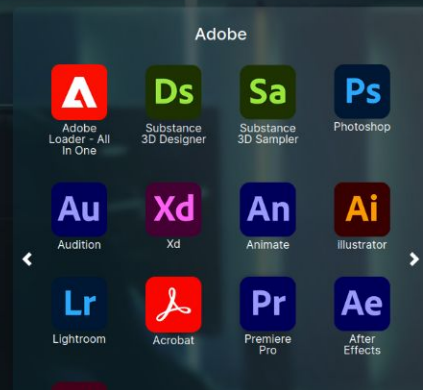 Adobe
Ds
Sa
Ps
Adobe
Loader - All
In One
Substance
3D Designer
Substance
3D Sampler
Photoshop
Au
Xd
An
Ai
Audition
Xd
Animate
illustrator
Lr
Pr
Ae
Lightroom
Acrobat
Premiere
Pro
After
Effects